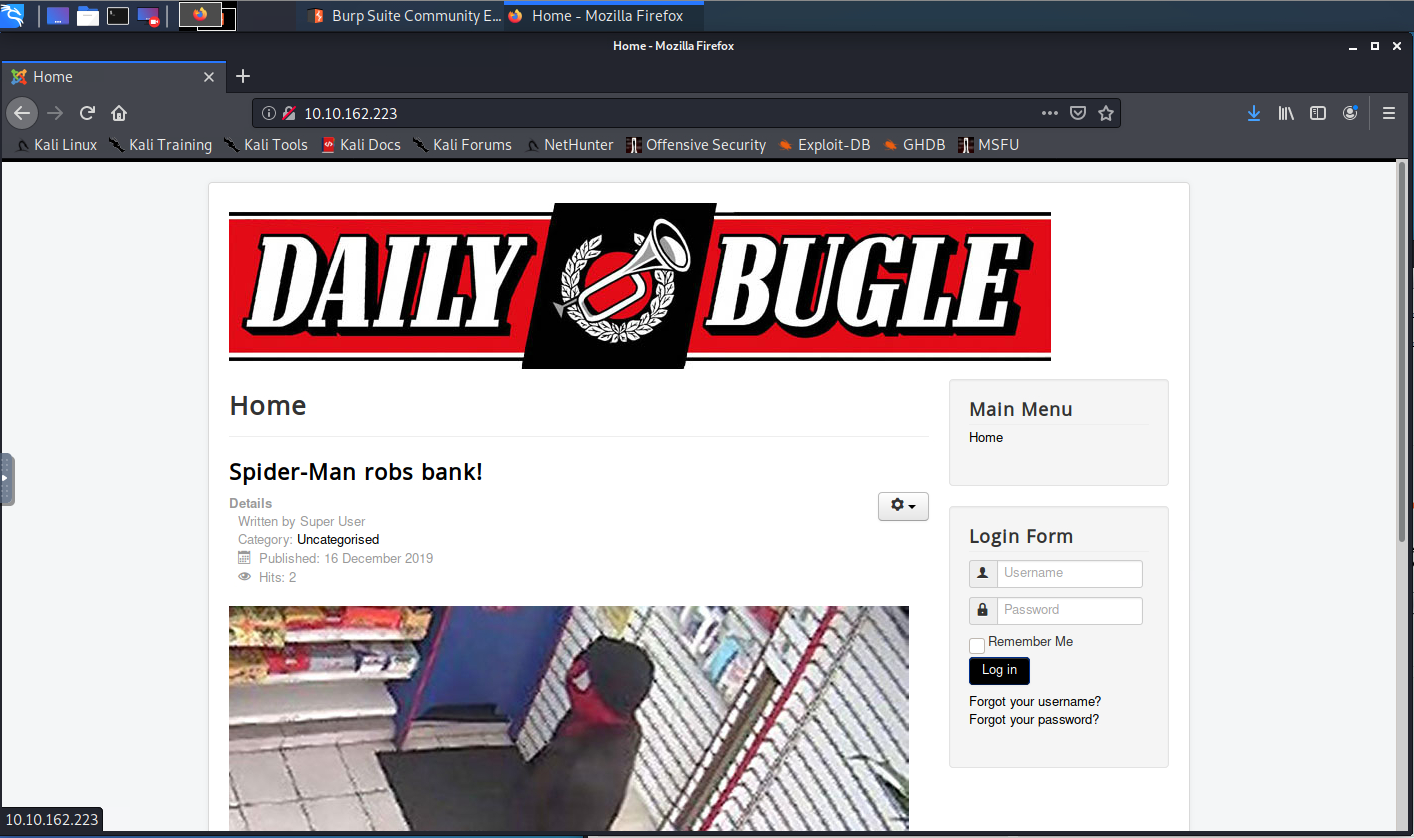 Burp Suite Community E...
Home - Mozilla Firefox
Home - Mozilla Firefox
Home
10.10.162.223
Kali Linux
Kali Training
Kali Tools
Kali Docs
Kali Forums
NetHunter
Offensive Security
Exploit-DB
GHDB
MSFU
DAILY BUGLE
Home
Spider-Man robs bank!
Details
Written by Super User
Category: Uncategorised
Published: 16 December 2019
Hits: 2
Main Menu
Home
Login Form
Username
Password
Remember Me
Log in
Forgot your username?
Forgot your password?
10.10.162.223